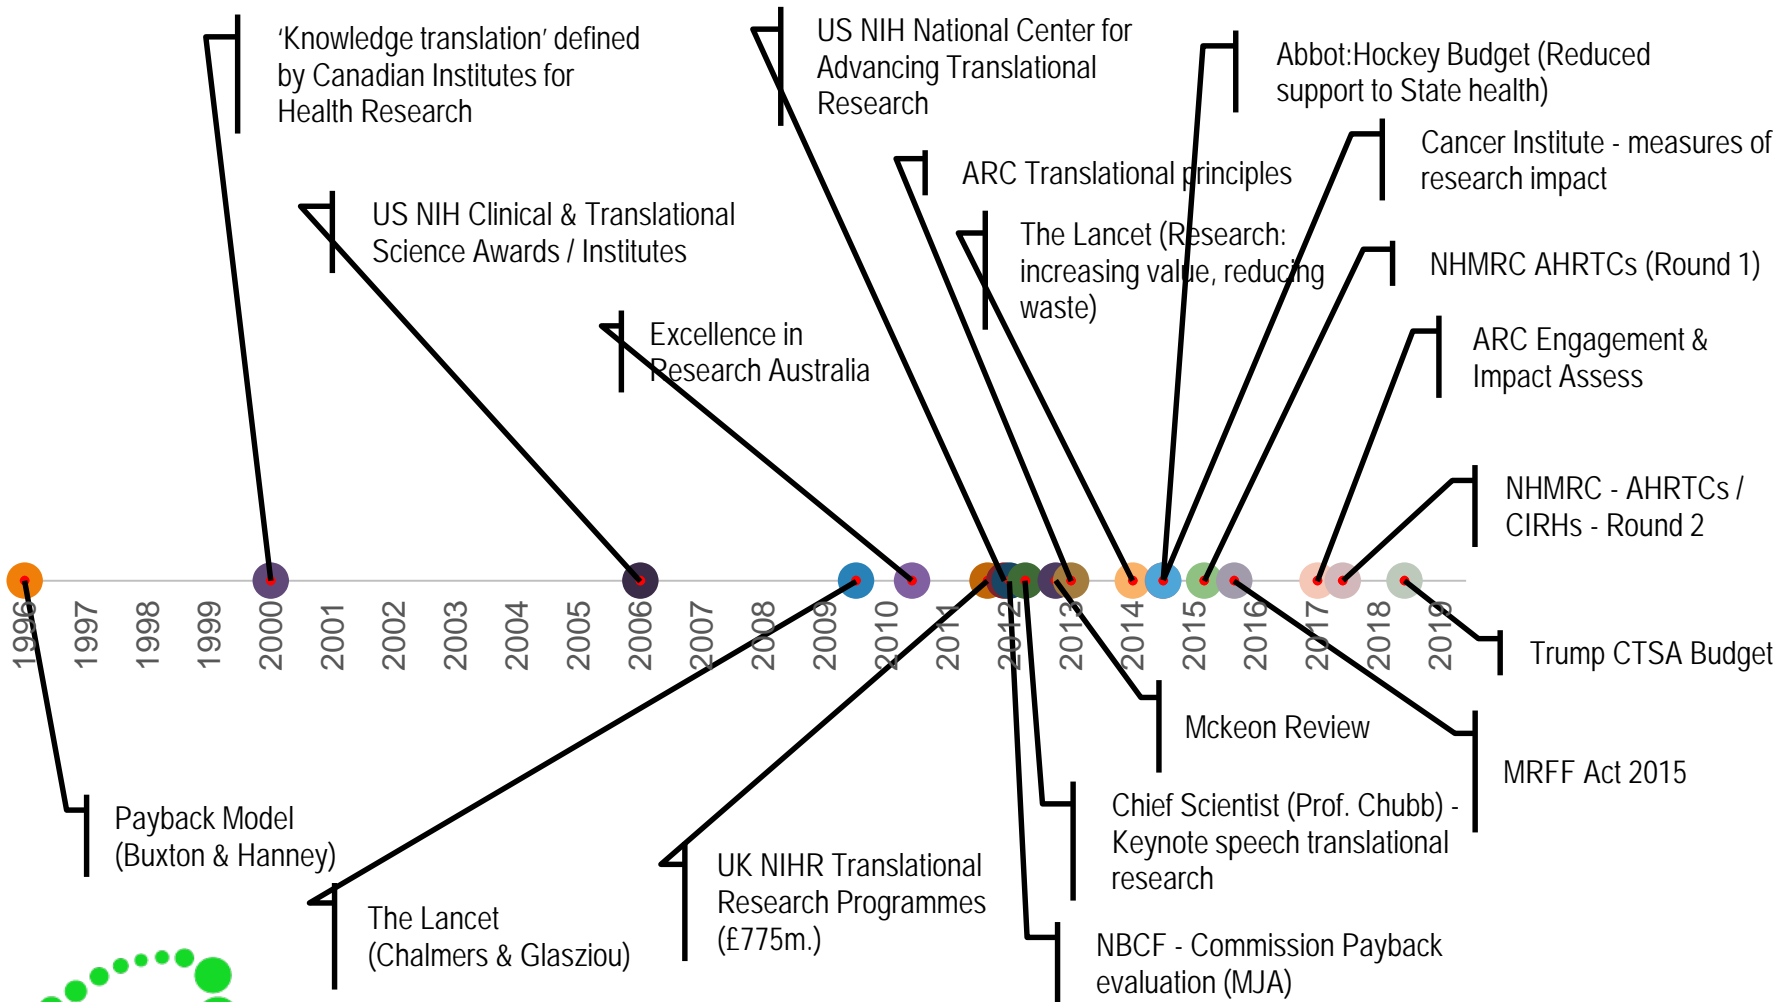 ‘Knowledge translation’ defined
by Canadian Institutes for
Health Research
US NIH National Center for
Advancing Translational
Research
Abbot:Hockey Budget (Reduced
support to State health)
Cancer Institute - measures of
research impact
ARC Translational principles
US NIH Clinical & Translational
Science Awards / Institutes
The Lancet (Research:
increasing value, reducing
waste)
NHMRC AHRTCs (Round 1)
Excellence in
Research Australia
ARC Engagement &
Impact Assess
NHMRC - AHRTCs /
CIRHs - Round 2
1996
1997
1998
1999
2000
2001
2002
2003
2004
2005
2006
2007
2008
2009
2010
2011
2012
2013
2014
2015
2016
2017
2018
2019
Trump CTSA Budget
Mckeon Review
MRFF Act 2015
Payback Model
(Buxton & Hanney)
Chief Scientist (Prof. Chubb) -
Keynote speech translational
research
UK NIHR Translational
Research Programmes
(£775m.)
The Lancet
(Chalmers & Glasziou)
NBCF - Commission Payback
evaluation (MJA)